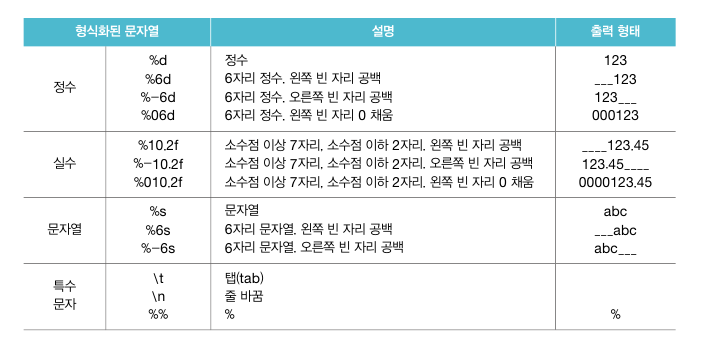 형식화된 문자열 설명 출력 형태
정수
%d 정수 123
%6d 6자리 정수. 왼쪽 빈 자리 공백 ___123
%-6d 6자리 정수. 오른쪽 빈 자리 공백 123___
%06d 6자리 정수. 왼쪽 빈 자리 0 채움 000123
실수
%10.2f 소수점 이상 7자리, 소수점 이하 2자리. 왼쪽 빈 자리 공백 ____123.45
%-10.2f 소수점 이상 7자리, 소수점 이하 2자리. 오른쪽 빈 자리 공백 123.45____
%010.2f 소수점 이상 7자리, 소수점 이하 2자리. 왼쪽 빈 자리 0 채움 0000123.45
문자열
%s 문자열 abc
%6s 6자리 문자열. 왼쪽 빈 자리 공백 ___abc
%-6s 6자리 문자열. 오른쪽 빈 자리 공백 abc___
특수
문자
\t 탭(tab)
\n 줄 바꿈
%% % %